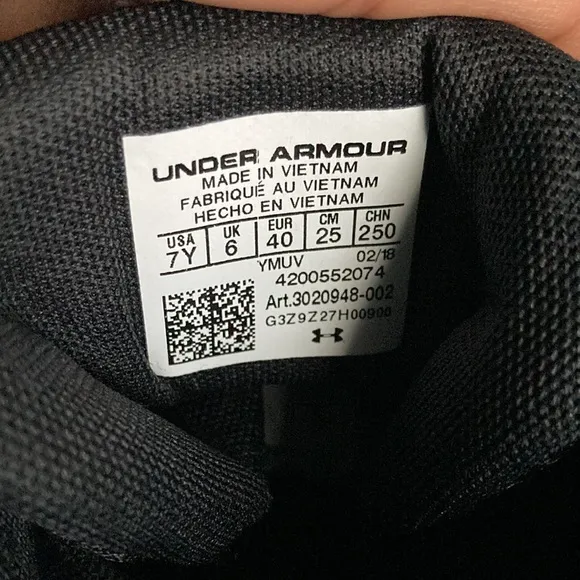 UNDER ARMOUR
MADE IN VIETNAM
FABRIQUÉ AU VIETNAM
HECHO EN VIETNAM
USA UK EUR CM CHN
7Y 6 40 25 250
YMUV 02/18
4200552074
Art.3020948-002
G3Z9Z27H00900